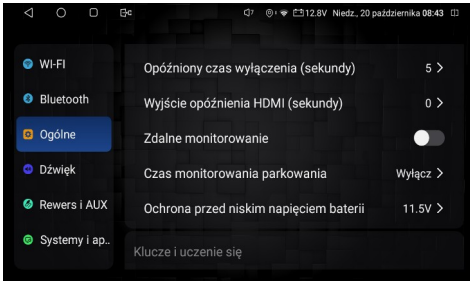 7 12.8V Niedz., 20 października 08:43
WI-FI
Bluetooth
Ogólne
Dźwięk
Rewers i AUX
Systemy i ap..
Opóźniony czas wyłączenia (sekundy) 5
Wyjście opóźnienia HDMI (sekundy) 0
Zdalne monitorowanie
Czas monitorowania parkowania Wyłącz
Ochrona przed niskim napięciem baterii 11.5V
Klucze i uczenie się